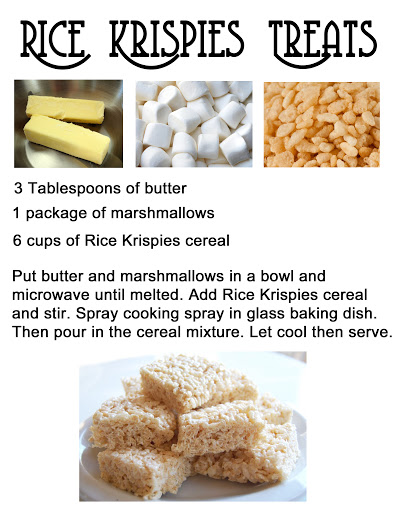 RICE KRISPIES TREATS
3 Tablespoons of butter
1 package of marshmallows
6 cups of Rice Krispies cereal
Put butter and marshmallows in a bowl and
microwave until melted. Add Rice Krispies cereal
and stir. Spray cooking spray in glass baking dish.
Then pour in the cereal mixture. Let cool then serve.